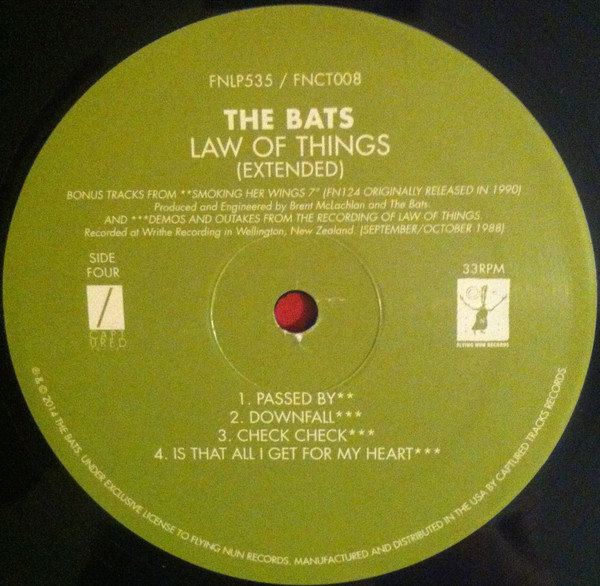 FNLP535 / FNCT008
THE BATS
LAW OF THINGS
(EXTENDED)
BONUS TRACKS FROM **SMOKING HER WINGS 7" (FN124 ORIGINALLY RELEASED IN 1990)
Produced and Engineered by Brent McLachlan and The Bats.
AND ***DEMOS AND OUTAKES FROM THE RECORDING OF LAW OF THINGS.
Recorded at Writhe Recording in Wellington, New Zealand. (SEPTEMBER/OCTOBER 1988)
SIDE
FOUR
CAPT
URED
33RPM
FLYING NUN RECORDS
1. PASSED BY**
2. DOWNFALL***
3. CHECK CHECK***
4. IS THAT ALL I GET FOR MY HEART***
℗ & © 2014 THE BATS. UNDER EXCLUSIVE LICENSE TO FLYING NUN RECORDS. MANUFACTURED AND DISTRIBUTED IN THE USA BY CAPTURED TRACKS RECORDS.